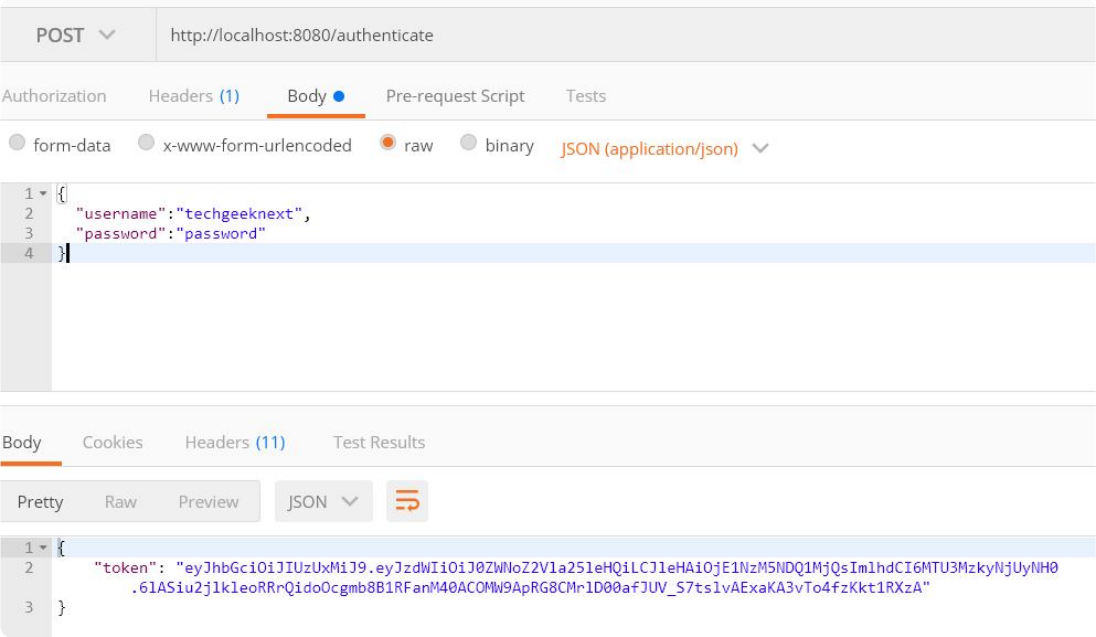 POST http://localhost:8080/authenticate
Authorization Headers (1) Body Pre-request Script Tests
form-data x-www-form-urlencoded raw binary JSON (application/json)
1 {
2 "username":"techgeeknext",
3 "password":"password"
4 }
Body Cookies Headers (11) Test Results
Pretty Raw Preview JSON
1 {
2 "token": "eyJhbGciOiJIUzUxMiJ9.eyJzdWIiOiJ0ZWNoZ2Vla25leHQiLCJleHAiOjE1NzM5NDQ1MjQsImlhdCI6MTU3MzkyNjUyNH0
.6lASiu2jlkleoRRrQidoOcgmb8B1RFanM40ACOMW9ApRG8CMrlD00afJUV_S7tslvAExaKA3vTo4fzKkt1RXzA"
3 }